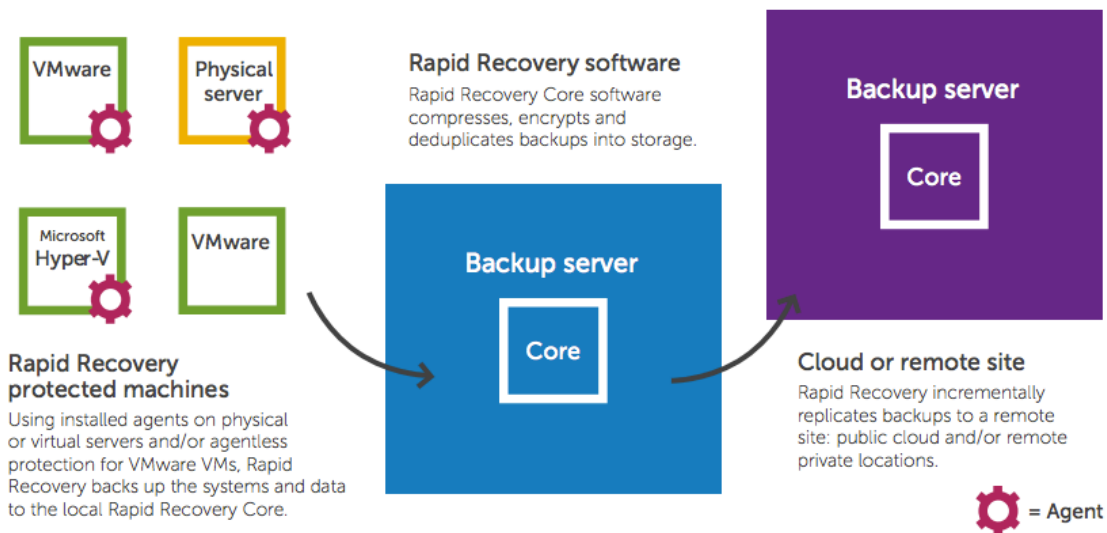 VMware
Physical
server
Microsoft
Hyper-V
VMware
Rapid Recovery
protected machines
Using installed agents on physical
or virtual servers and/or agentless
protection for VMware VMs, Rapid
Recovery backs up the systems and data
to the local Rapid Recovery Core.
Rapid Recovery software
Rapid Recovery Core software
compresses, encrypts and
deduplicates backups into storage.
Backup server
Core
Backup server
Core
Cloud or remote site
Rapid Recovery incrementally
replicates backups to a remote
site: public cloud and/or remote
private locations.
= Agent